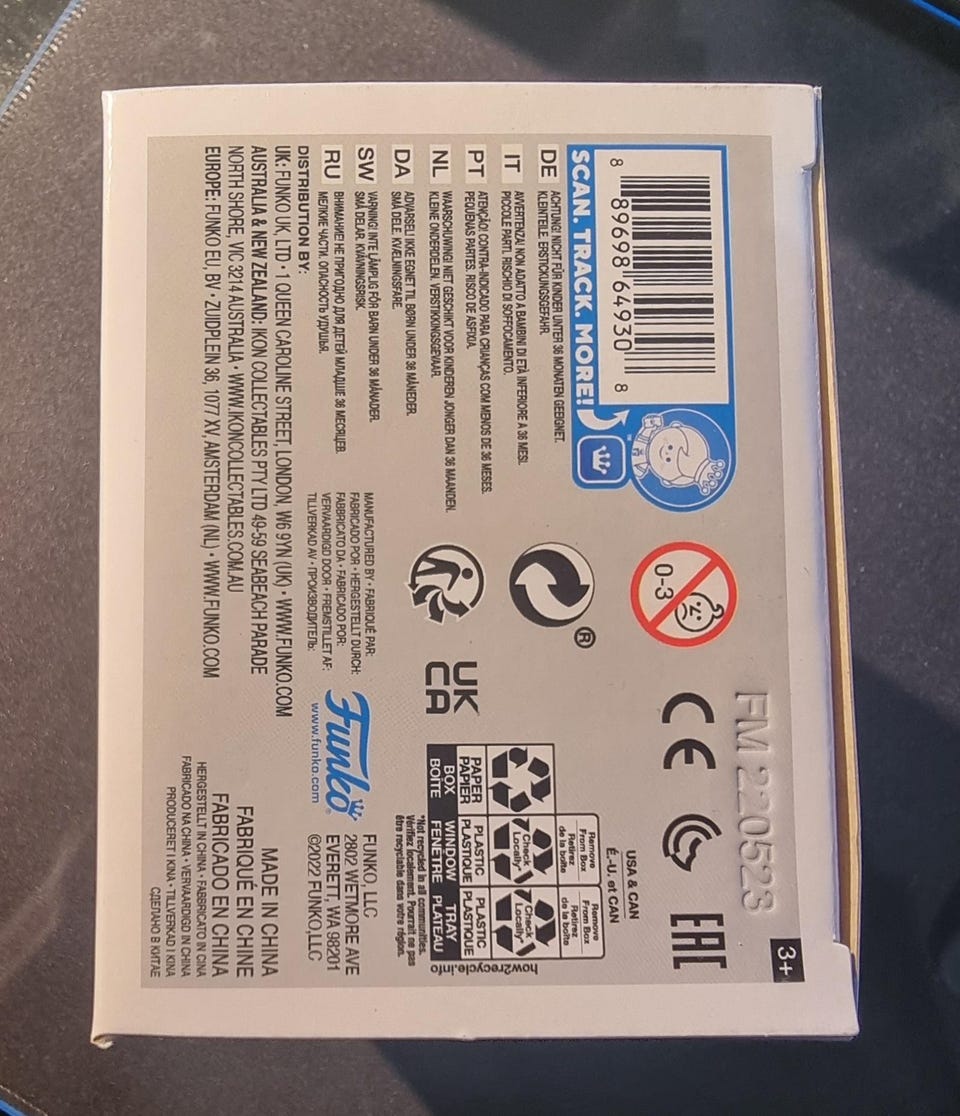 8 89698 64930 8
SCAN. TRACK. MORE!
™
DE
ACHTUNG! NICHT FÜR KINDER UNTER 36 MONATEN GEEIGNET.
KLEINTEILE. ERSTICKUNGSGEFAHR.
IT
AVVERTENZA! NON ADATTO A BAMBINI DI ETÀ INFERIORE A 36 MESI.
PICCOLE PARTI. RISCHIO DI SOFFOCAMENTO.
PT
ATENÇÃO! CONTRA-INDICADO PARA CRIANÇAS COM MENOS DE 36 MESES.
PEQUENAS PARTES. RISCO DE ASFIXIA.
NL
WAARSCHUWING! NIET GESCHIKT VOOR KINDEREN JONGER DAN 36 MAANDEN.
KLEINE ONDERDELEN. VERSTIKKINGSGEVAAR.
DA
ADVARSEL! IKKE EGNET TIL BØRN UNDER 36 MÅNEDER.
SMÅ DELE. KVÆLNINGSFARE.
SW
VARNING! INTE LÄMPLIG FÖR BARN UNDER 36 MÅNADER.
SMÅ DELAR. KVÄVNINGSRISK.
RU
ВНИМАНИЕ! НЕ ПРИГОДНО ДЛЯ ДЕТЕЙ МЛАДШЕ 36 МЕСЯЦЕВ.
МЕЛКИЕ ЧАСТИ. ОПАСНОСТЬ УДУШЬЯ.
DISTRIBUTION BY:
UK: FUNKO UK, LTD • 1 QUEEN CAROLINE STREET, LONDON, W6 9YN (UK) • WWW.FUNKO.COM
AUSTRALIA & NEW ZEALAND: IKON COLLECTABLES PTY LTD 49-59 SEABEACH PARADE
NORTH SHORE, VIC 3214 AUSTRALIA • WWW.IKONCOLLECTABLES.COM.AU
EUROPE: FUNKO EU, BV • ZUIDPLEIN 36, 1077 XV, AMSTERDAM (NL) • WWW.FUNKO.COM
0-3
®
UK
CA
MANUFACTURED BY • FABRIQUÉ PAR:
FABRICADO POR • HERGESTELLT DURCH:
FABBRICATO DA • FABRICADO POR:
VERVAARDIGD DOOR • FREMSTILLET AF:
TILLVERKAD AV • ПРОИЗВОДИТЕЛЬ:
Funko®
www.funko.com
FM 220523
3+
CE
EAC
USA & CAN
É.-U. et CAN
Remove From Box
Retirez de la boîte
Remove From Box
Retirez de la boîte
Check Locally*
Check Locally*
PAPER
PAPIER
PLASTIC
PLASTIQUE
PLASTIC
PLASTIQUE
BOX
BOÎTE
WINDOW
FENÊTRE
TRAY
PLATEAU
how2recycle.info
*Not recycled in all communities.
Vérifiez localement. Pourrait ne pas
être recyclable dans votre région.
FUNKO, LLC
2802 WETMORE AVE
EVERETT, WA 98201
©2022 FUNKO,LLC
MADE IN CHINA
FABRIQUÉ EN CHINE
FABRICADO EN CHINA
HERGESTELLT IN CHINA • FABBRICATO IN CINA
FABRICADO NA CHINA • VERVAARDIGD IN CHINA
PRODUCERET I KINA • TILLVERKAD I KINA
СДЕЛАНО В КИТАЕ